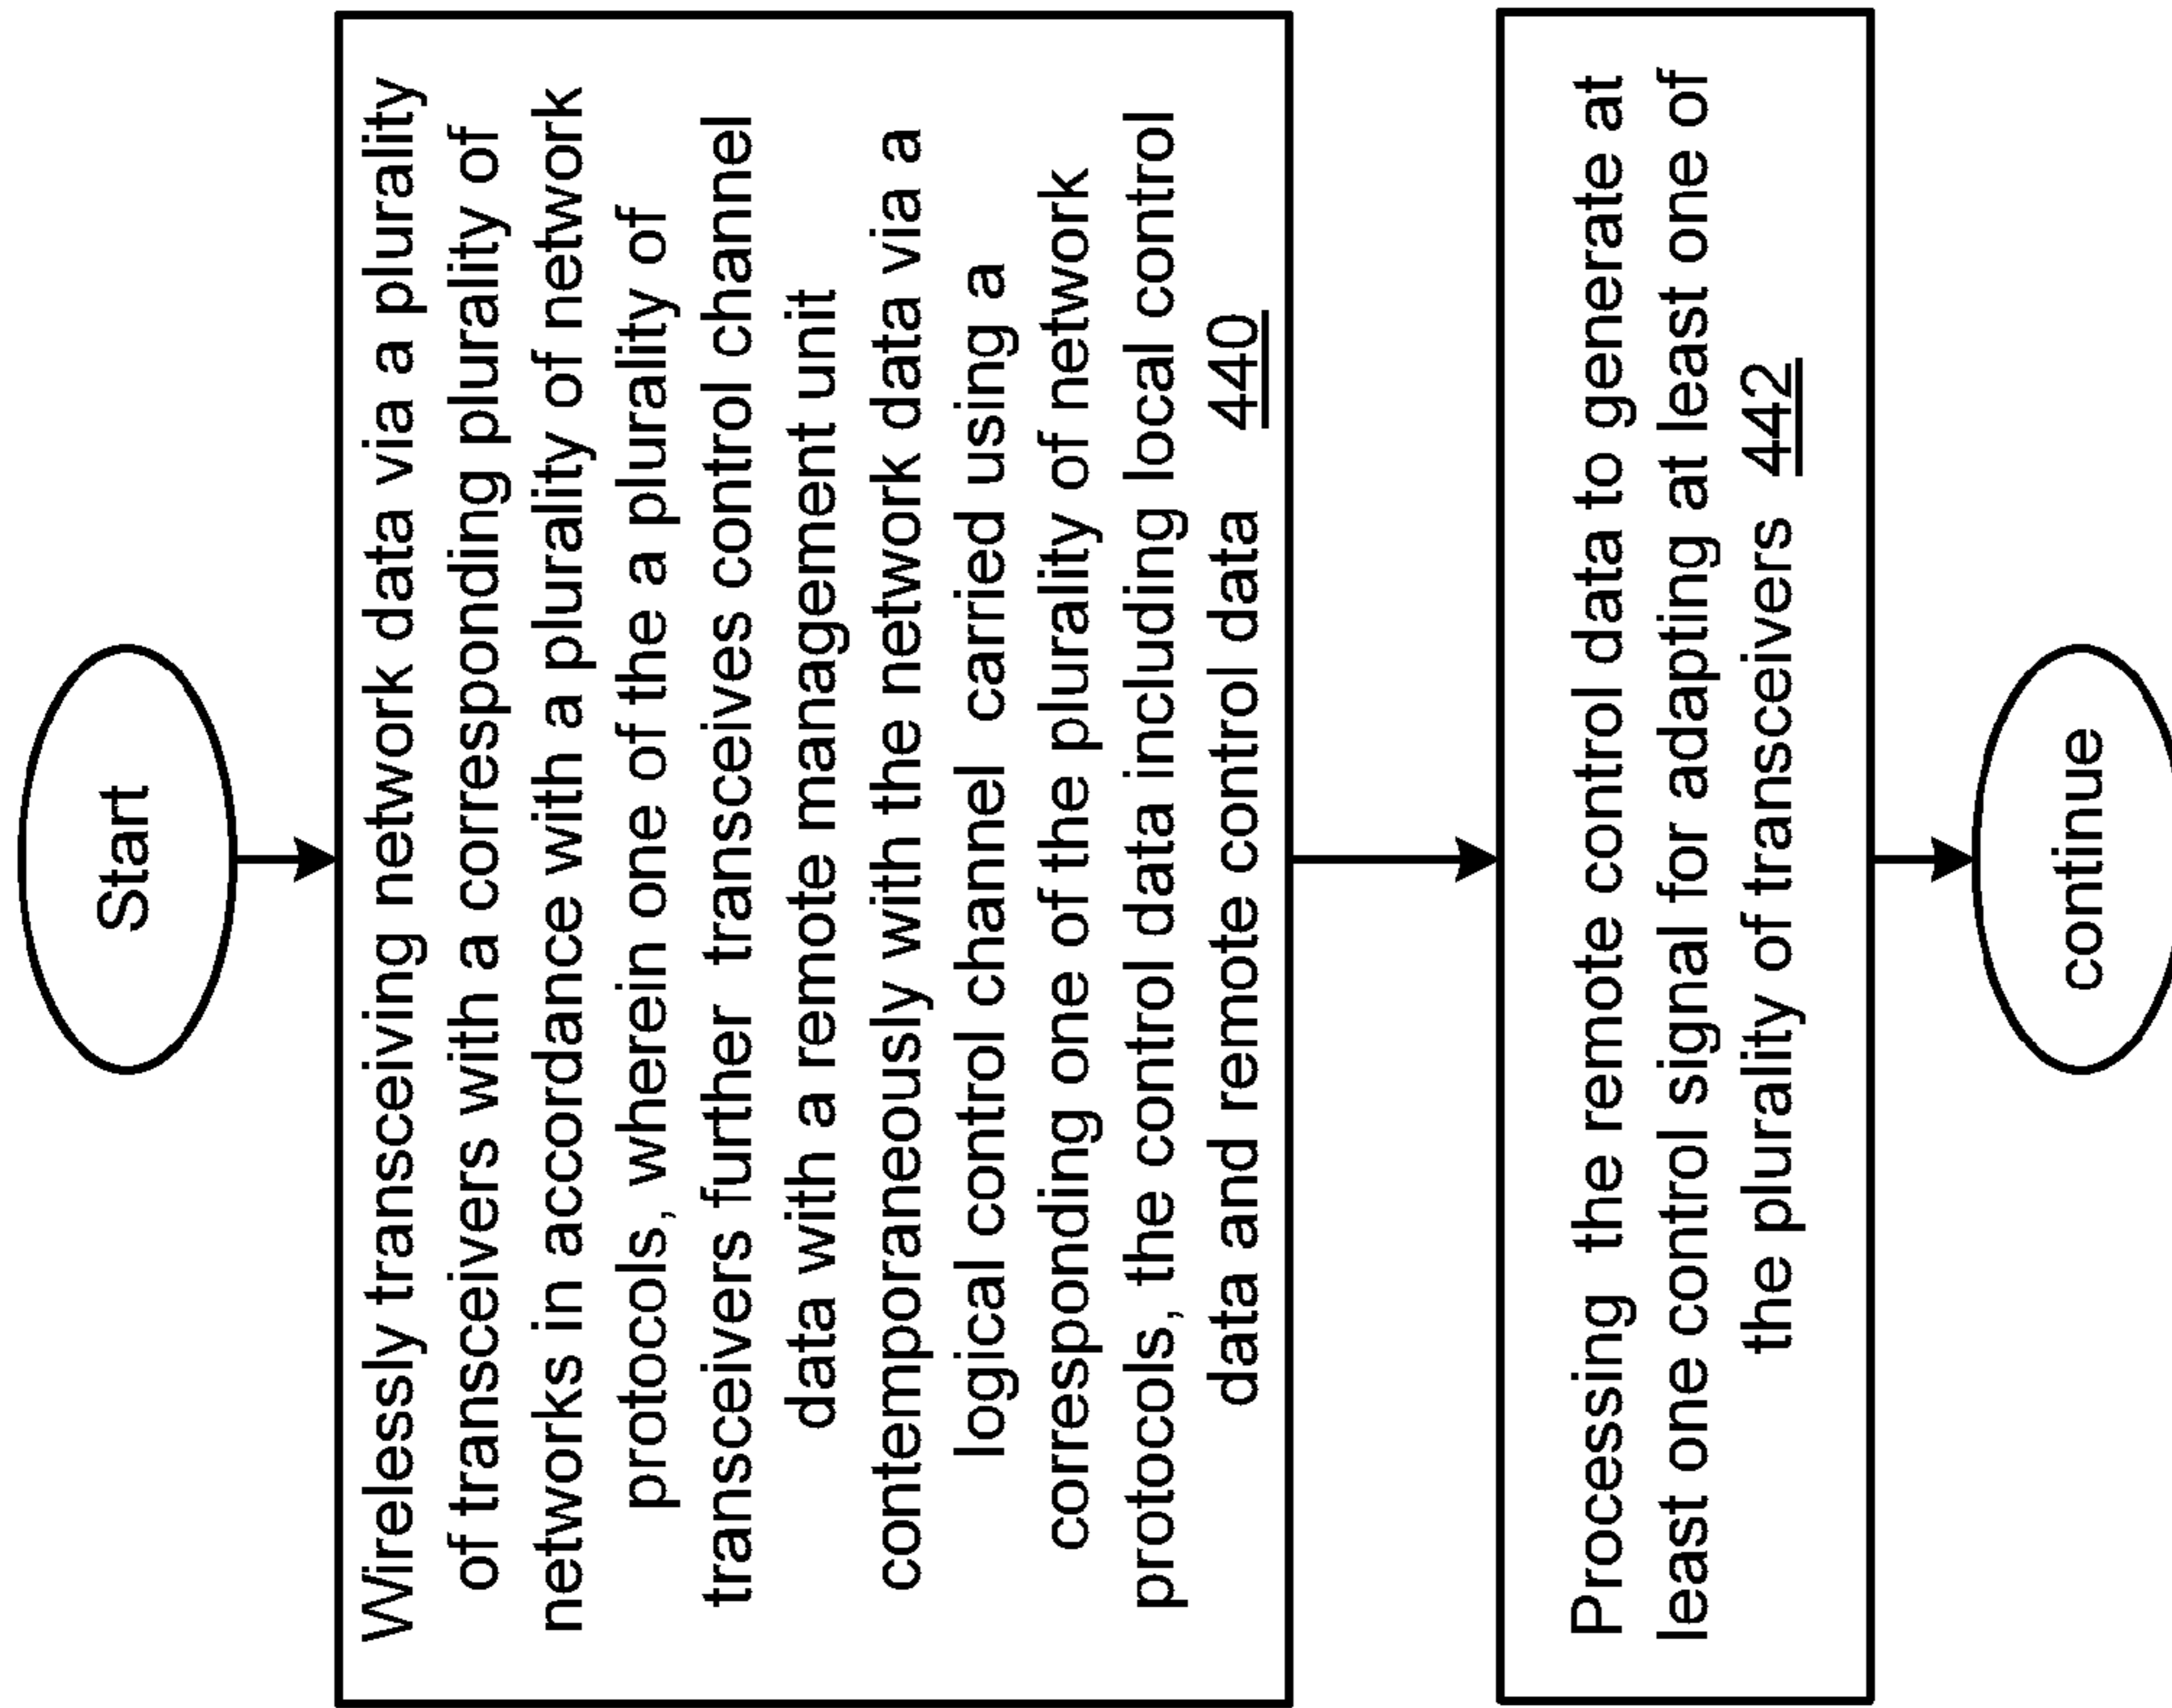 Start
Wirelessly transceiving network data via a plurality
of transceivers with a corresponding plurality of
networks in accordance with a plurality of network
protocols, wherein one of the a plurality of
transceivers further transceives control channel
data with a remote management unit
contemporaneously with the network data via a
logical control channel carried using a
corresponding one of the plurality of network
protocols, the control data including local control
data and remote control data 440
Processing the remote control data to generate at
least one control signal for adapting at least one of
the plurality of transceivers 442
continue